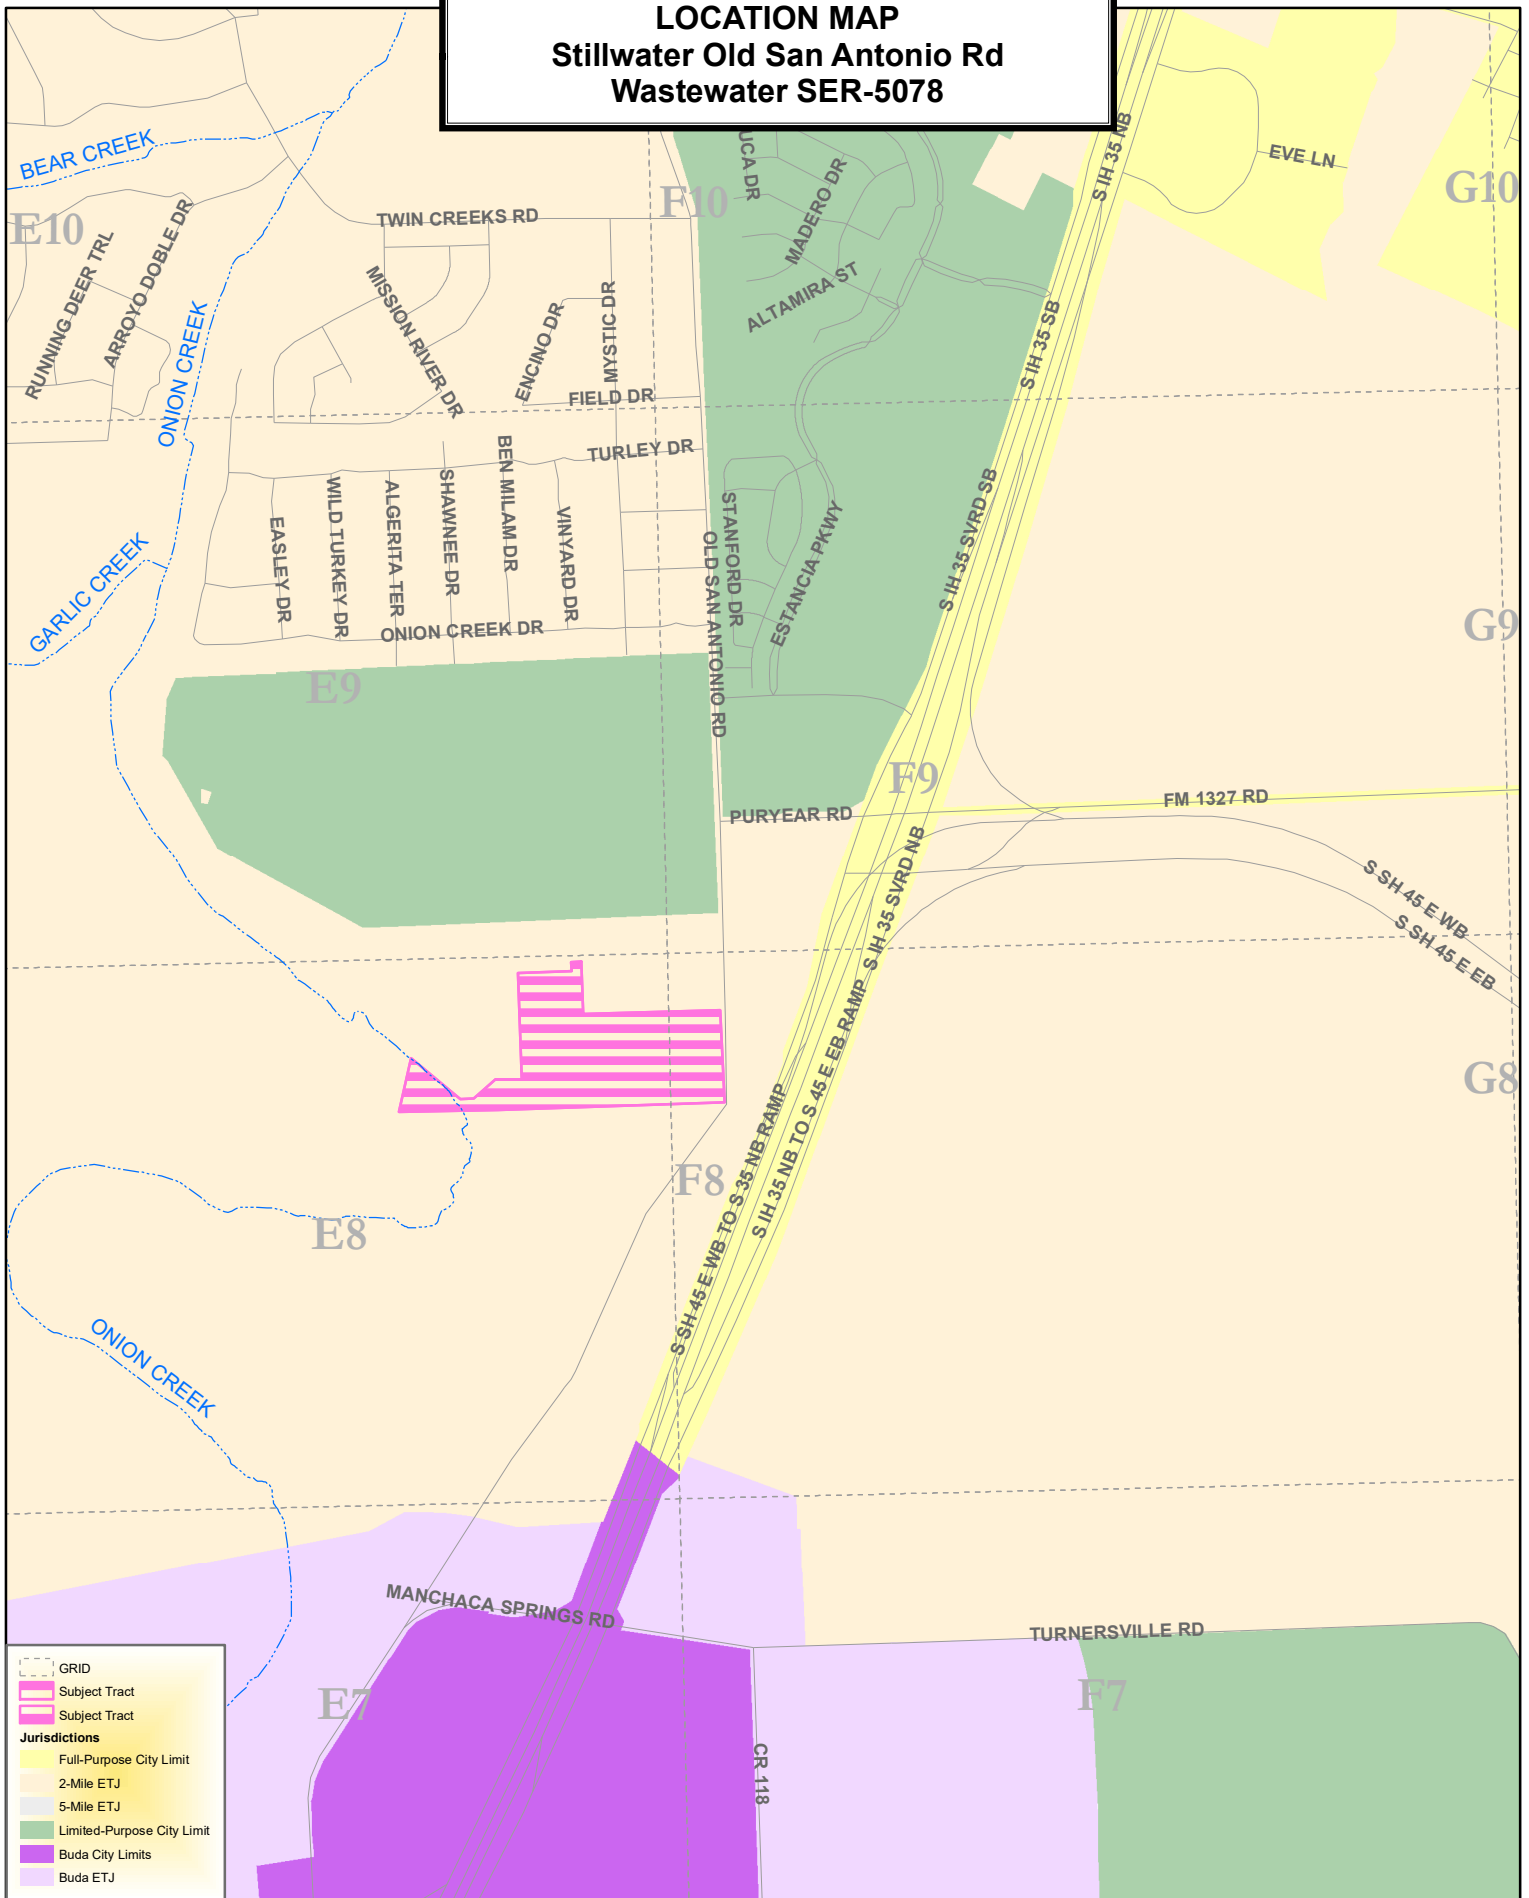 LOCATION MAP
Stillwater Old San Antonio Rd
Wastewater SER-5078
BEAR CREEK
E10
RUNNING DEER TRL
ARROYO DOBLE DR
ONION CREEK
TWIN CREEKS RD
F10
UCA DR
MADERO DR
ALTAMIRA ST
S IH 35 NB
EVE LN
G10
MISSION RIVER DR
ENCINO DR
MYSTIC DR
FIELD DR
S IH 35 SB
TURLEY DR
GARLIC CREEK
EASLEY DR
WILD TURKEY DR
ALGERITA TER
SHAWNEE DR
BEN MILAM DR
VINYARD DR
ONION CREEK DR
OLD SAN ANTONIO RD
STANFORD DR
ESTANCIA PKWY
S IH 35 SVRD SB
G9
E9
F9
PURYEAR RD
FM 1327 RD
S IH 35 SVRD NB
S SH 45 E WB
S SH 45 E EB
S SH 45 E WB TO S 35 NB RAMP
S IH 35 NB TO S 45 E EB RAMP
G8
F8
E8
ONION CREEK
MANCHACA SPRINGS RD
TURNERSVILLE RD
E7
F7
CR 118
GRID
Subject Tract
Subject Tract
Jurisdictions
Full-Purpose City Limit
2-Mile ETJ
5-Mile ETJ
Limited-Purpose City Limit
Buda City Limits
Buda ETJ